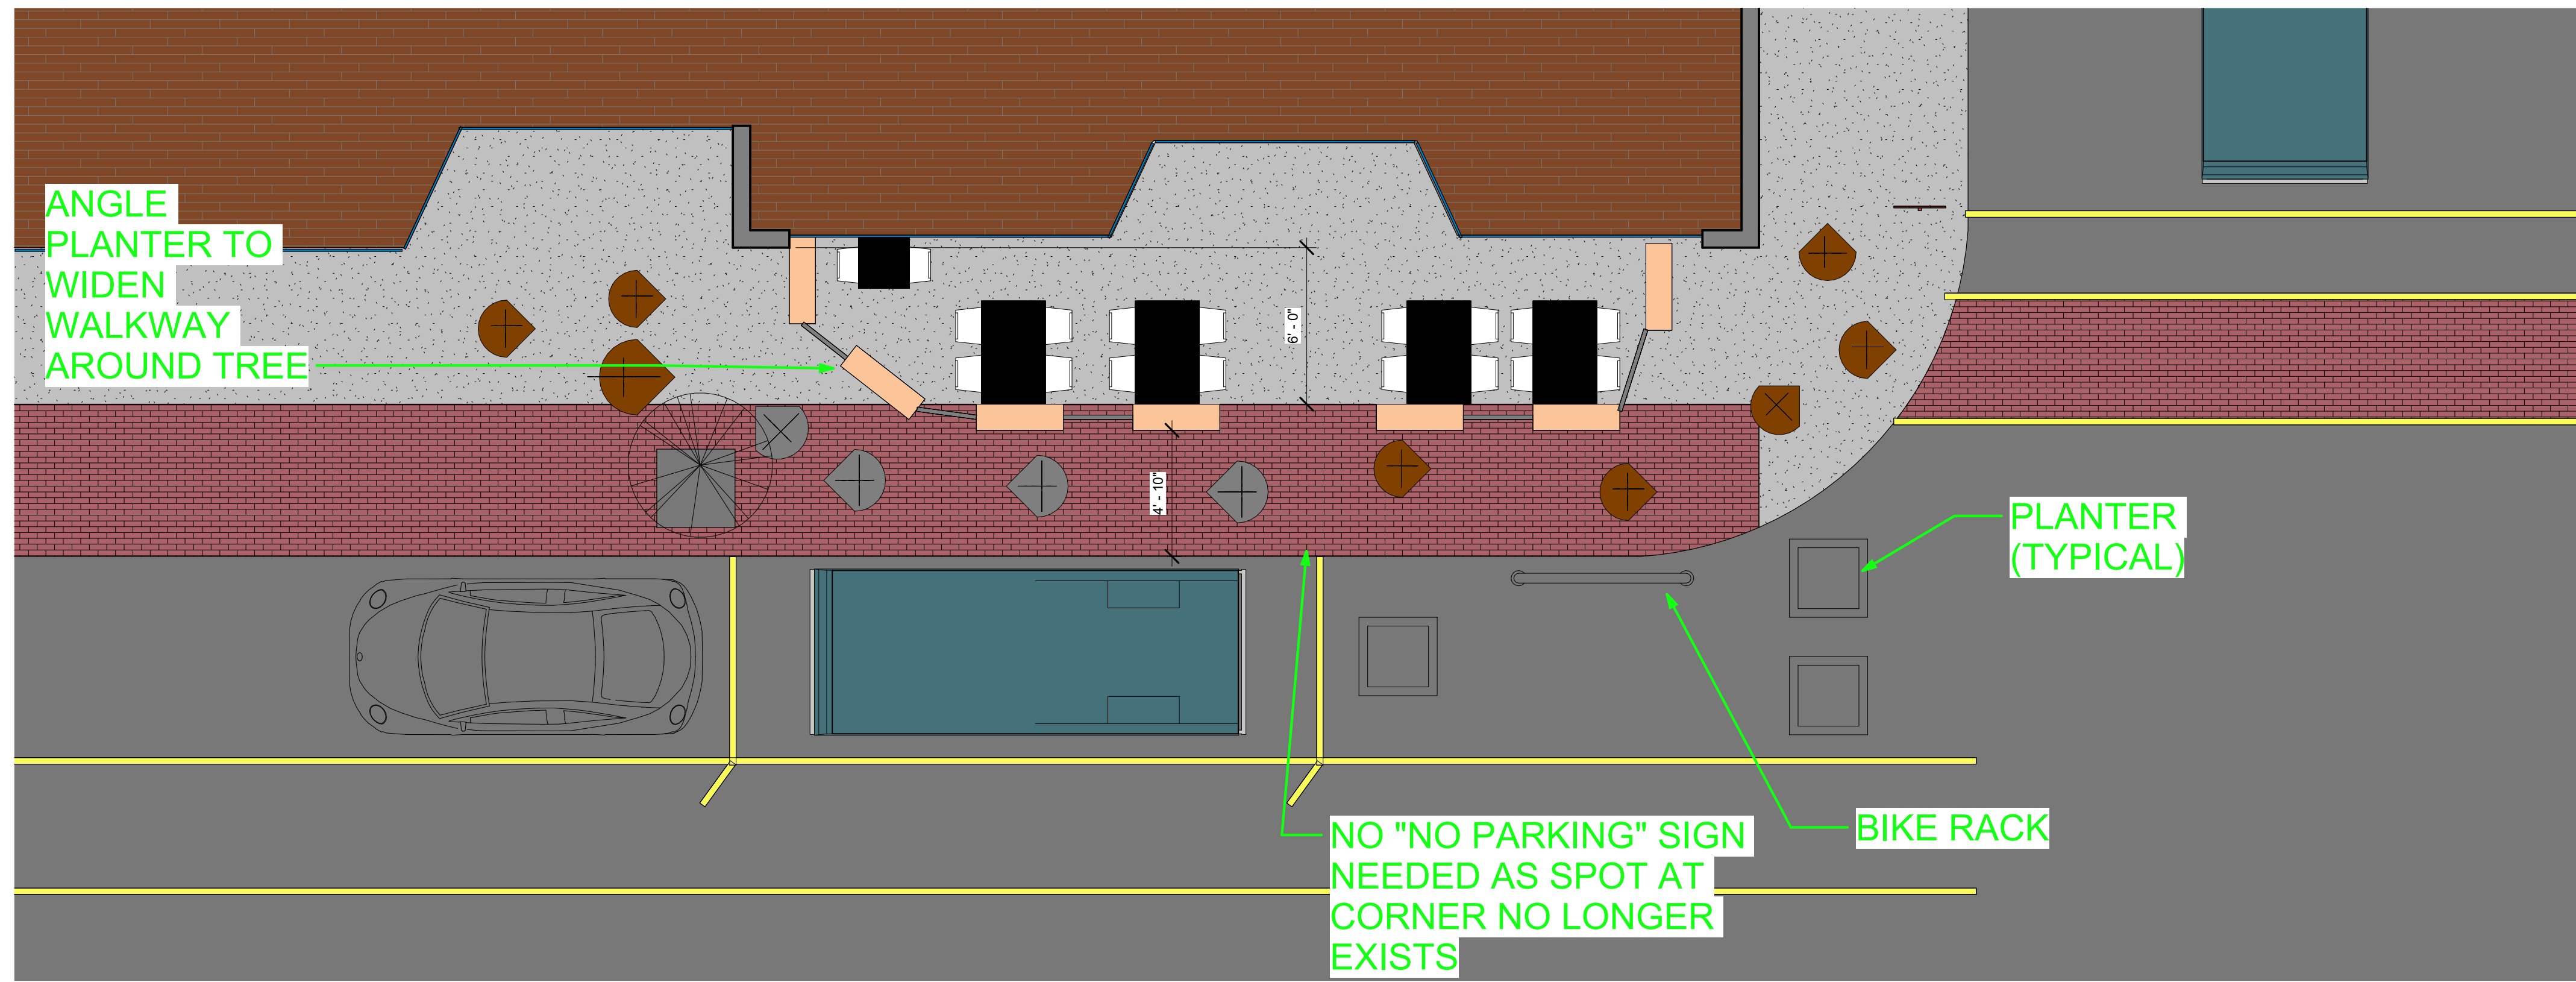 ANGLE
PLANTER TO
WIDEN
WALKWAY
AROUND TREE
6' - 0"
4' - 10"
PLANTER
(TYPICAL)
BIKE RACK
NO "NO PARKING" SIGN
NEEDED AS SPOT AT
CORNER NO LONGER
EXISTS